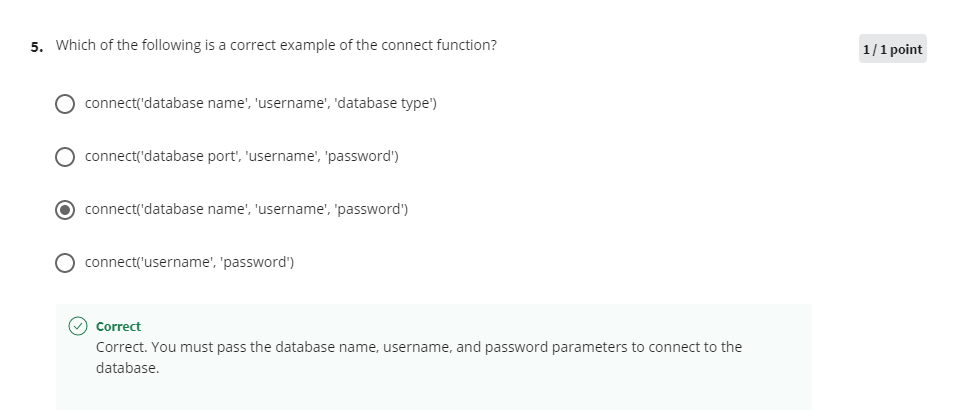 5. Which of the following is a correct example of the connect function?
1 / 1 point
connect('database name', 'username', 'database type')
connect('database port', 'username', 'password')
connect('database name', 'username', 'password')
connect('username', 'password')
Correct
Correct. You must pass the database name, username, and password parameters to connect to the
database.